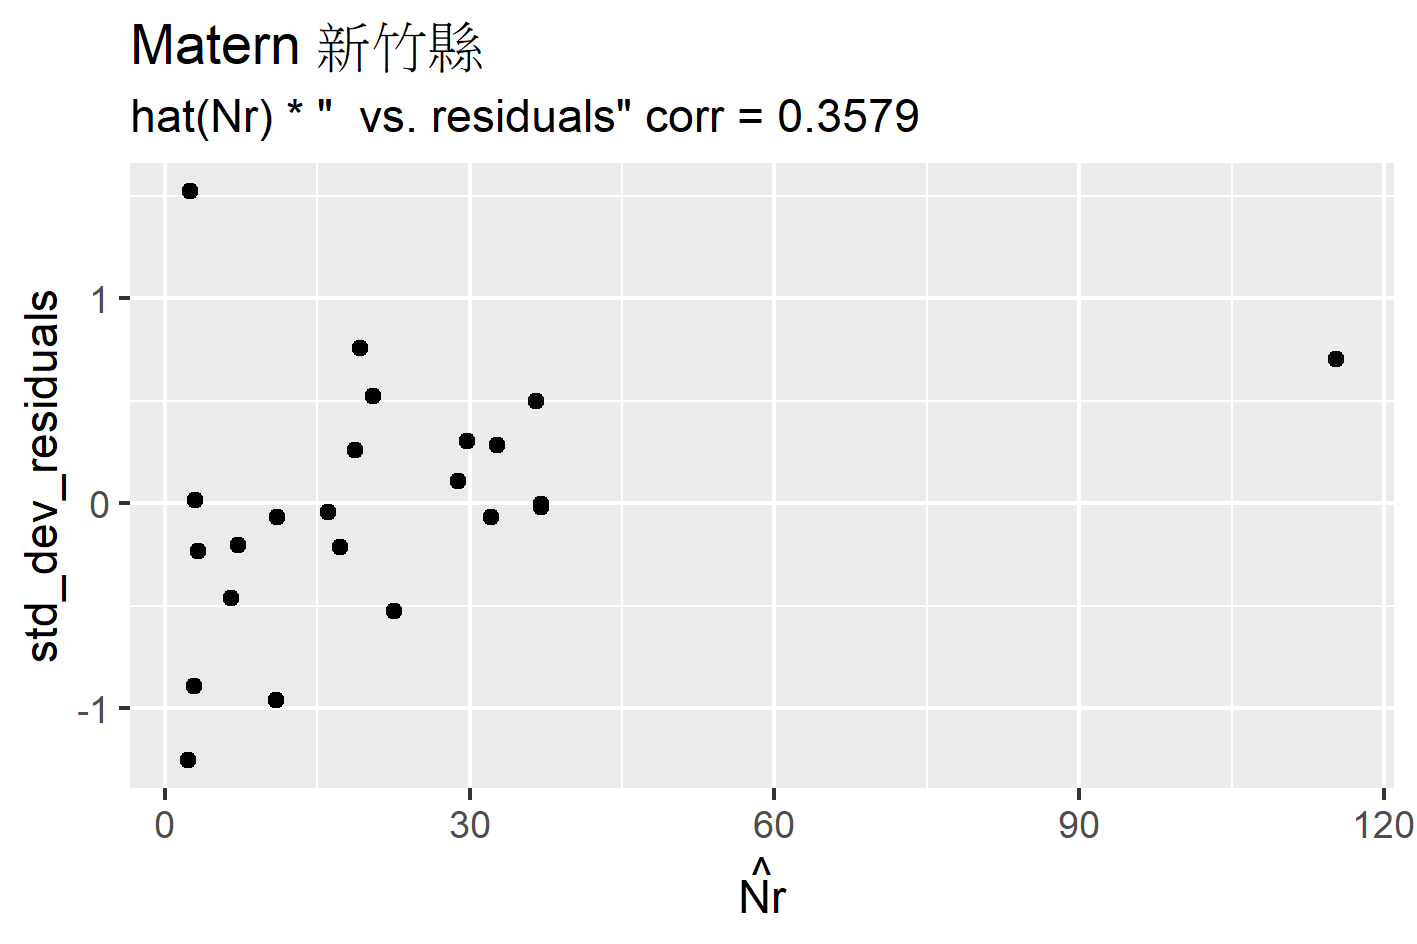 Matern 新竹縣
hat(Nr) * "  vs. residuals" corr = 0.3579
std_dev_residuals
1
0
-1
0 30 60 90 120
N̂r